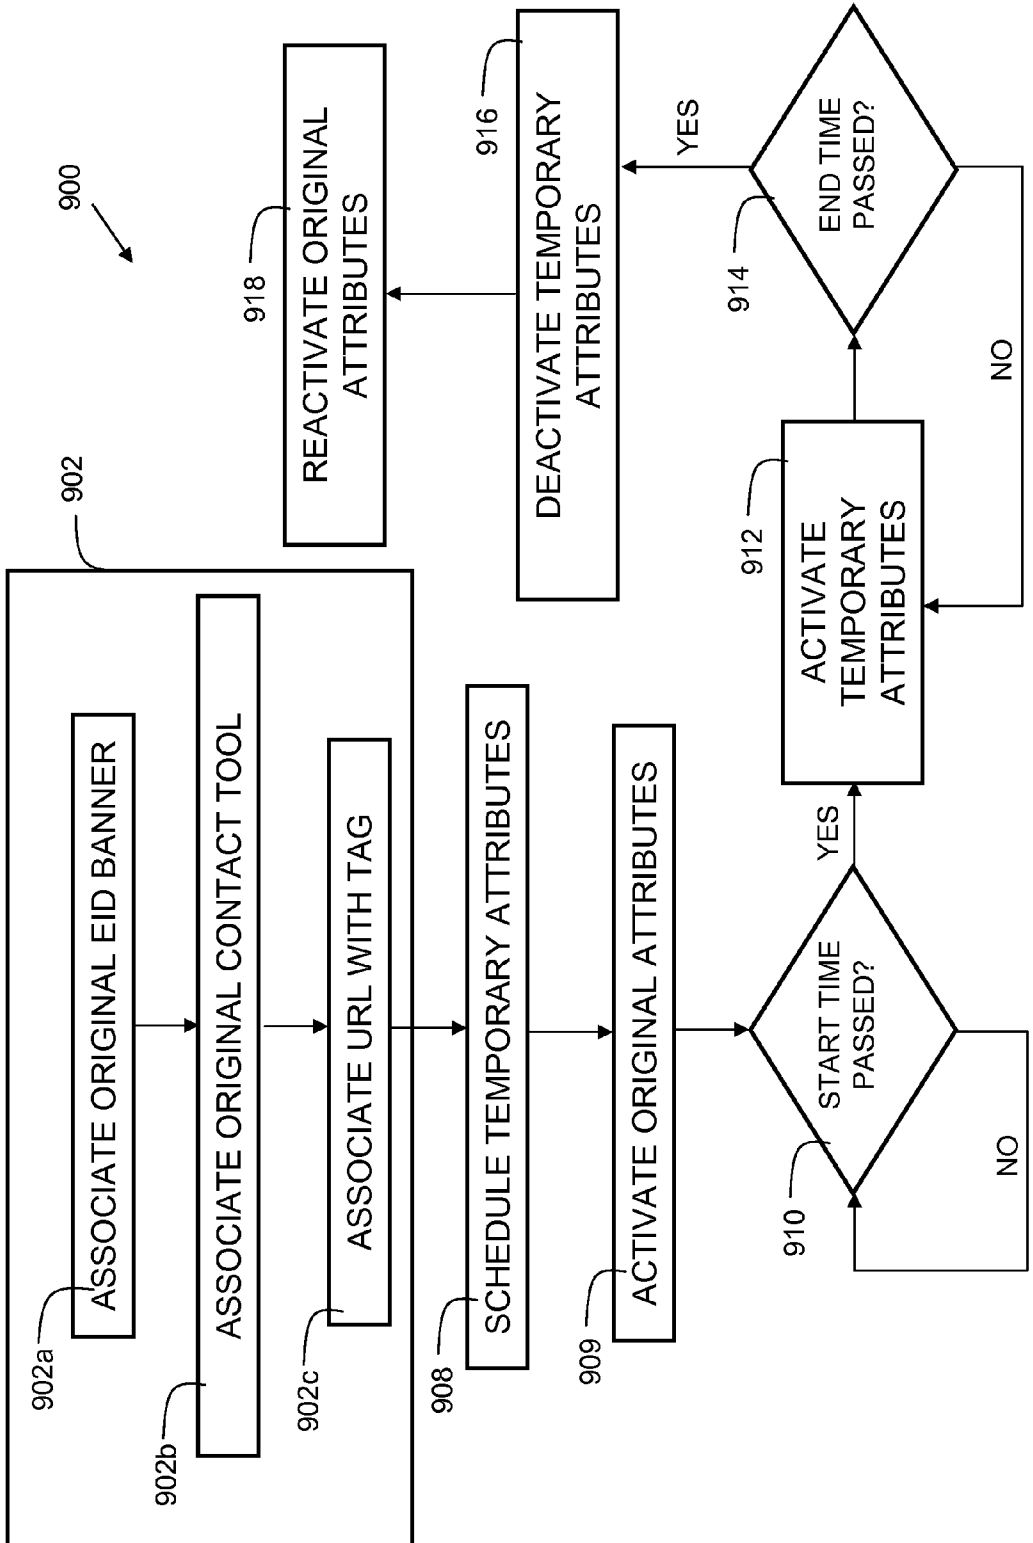 900
902
902a
ASSOCIATE ORIGINAL EID BANNER
902b
ASSOCIATE ORIGINAL CONTACT TOOL
902c
ASSOCIATE URL WITH TAG
908
SCHEDULE TEMPORARY ATTRIBUTES
909
ACTIVATE ORIGINAL ATTRIBUTES
910
START TIME
PASSED?
NO
YES
912
ACTIVATE
TEMPORARY
ATTRIBUTES
914
END TIME
PASSED?
NO
YES
916
DEACTIVATE TEMPORARY
ATTRIBUTES
918
REACTIVATE ORIGINAL
ATTRIBUTES